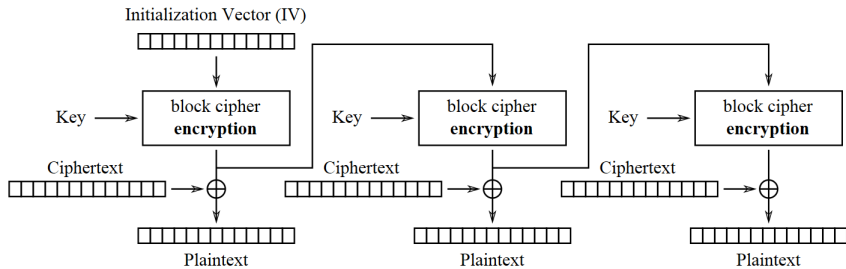 Initialization Vector (IV)
Key
block cipher
encryption
Key
block cipher
encryption
Key
block cipher
encryption
Ciphertext
Ciphertext
Ciphertext
Plaintext
Plaintext
Plaintext